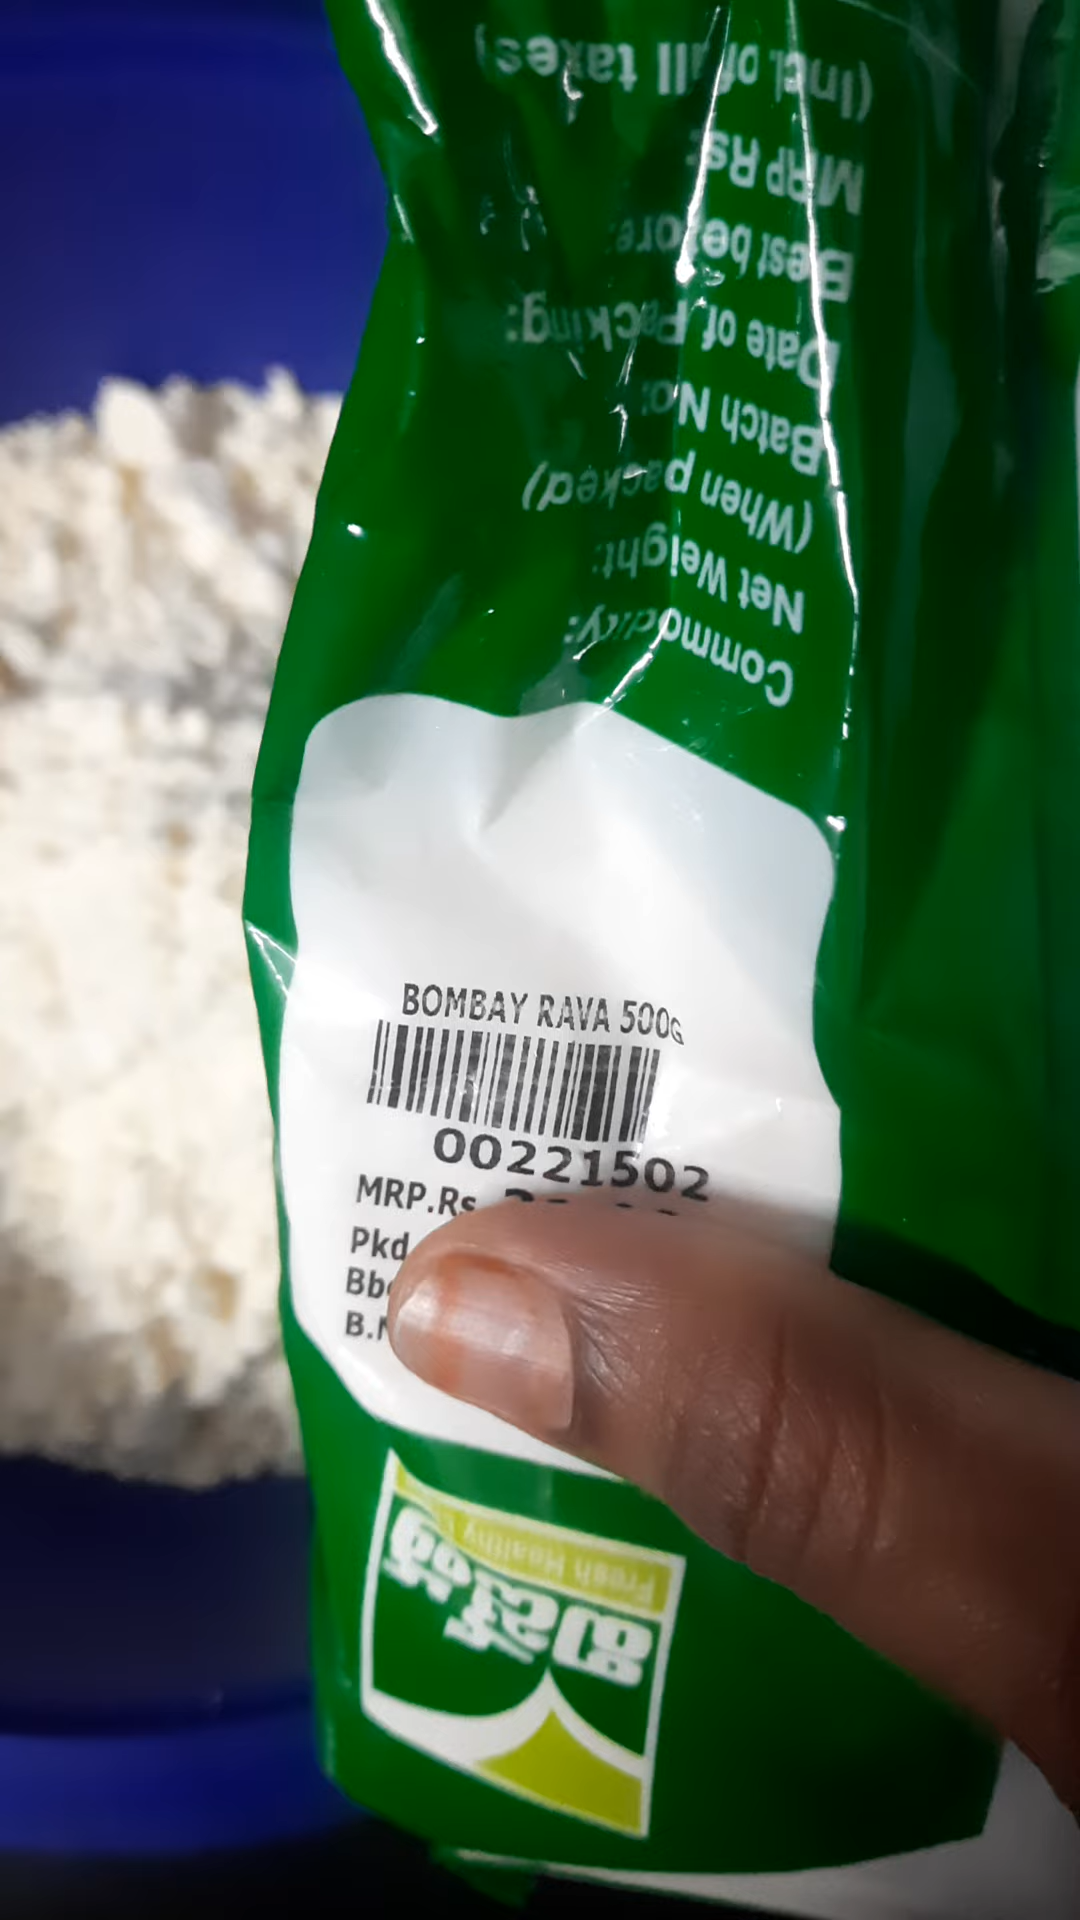 (Incl. of all taxes)
MRP Rs:
Best before:
Date of Packing:
Batch No:
(When packed)
Net Weight:
Commodity:
BOMBAY RAVA 500G
00221502
MRP.Rs
Pkd
B.
Fresh Healthy